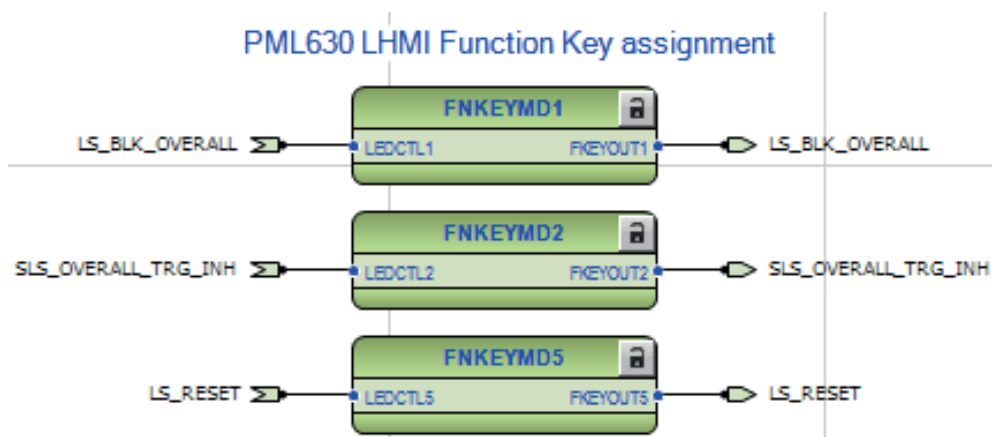 PML630 LHMI Function Key assignment
FNKEYMD1
LS_BLK_OVERALL LEDCTL1 FKEYOUT1 LS_BLK_OVERALL
FNKEYMD2
SLS_OVERALL_TRG_INH LEDCTL2 FKEYOUT2 SLS_OVERALL_TRG_INH
FNKEYMD5
LS_RESET LEDCTL5 FKEYOUT5 LS_RESET